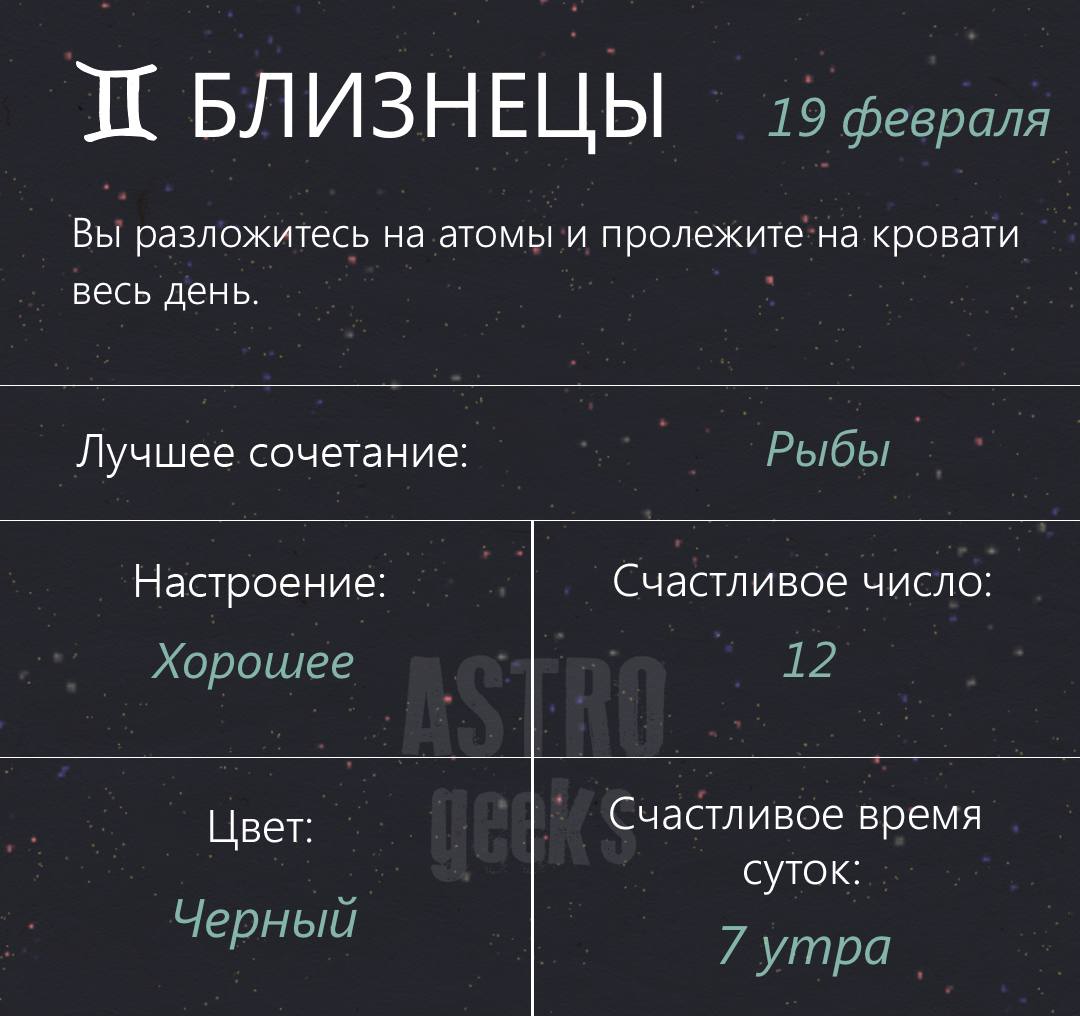 ♊ БЛИЗНЕЦЫ 19 февраля
Вы разложитесь на атомы и пролежите на кровати
весь день.
Лучшее сочетание: Рыбы
Настроение:
Хорошее
Счастливое число:
12
ASTRO
geeks
Цвет:
Черный
Счастливое время
суток:
7 утра